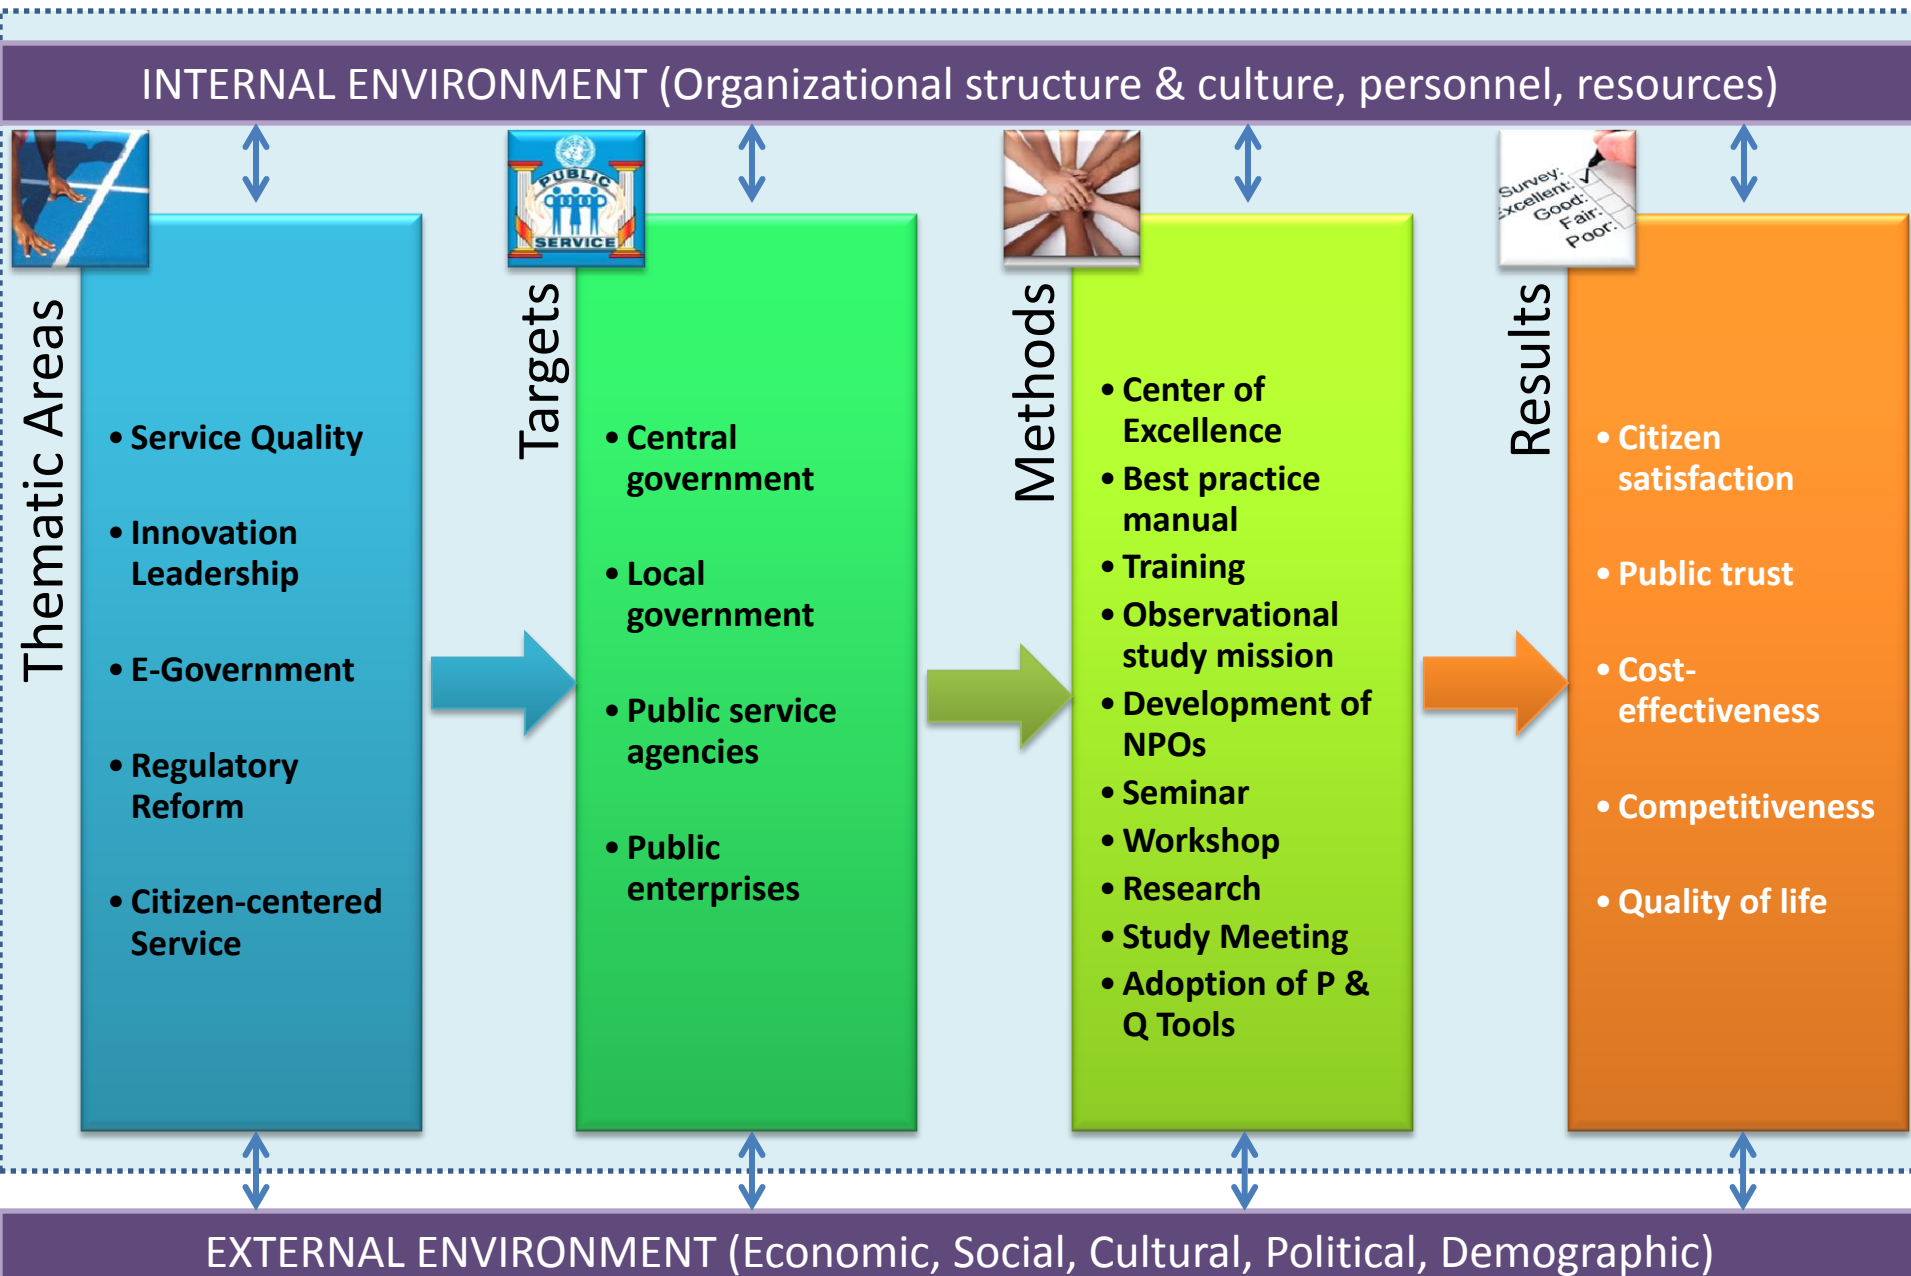 INTERNAL ENVIRONMENT (Organizational structure & culture, personnel, resources)
Thematic Areas
• Service Quality
• Innovation
Leadership
• E-Government
• Regulatory
Reform
• Citizen-centered
Service
PUBLIC
SERVICE
Targets
• Central
government
• Local
government
• Public service
agencies
• Public
enterprises
Methods
• Center of
Excellence
• Best practice
manual
• Training
• Observational
study mission
• Development of
NPOs
• Seminar
• Workshop
• Research
• Study Meeting
• Adoption of P &
Q Tools
Survey:
Excellent:
Good:
Fair:
Poor:
Results
• Citizen
satisfaction
• Public trust
• Cost-
effectiveness
• Competitiveness
• Quality of life
EXTERNAL ENVIRONMENT (Economic, Social, Cultural, Political, Demographic)